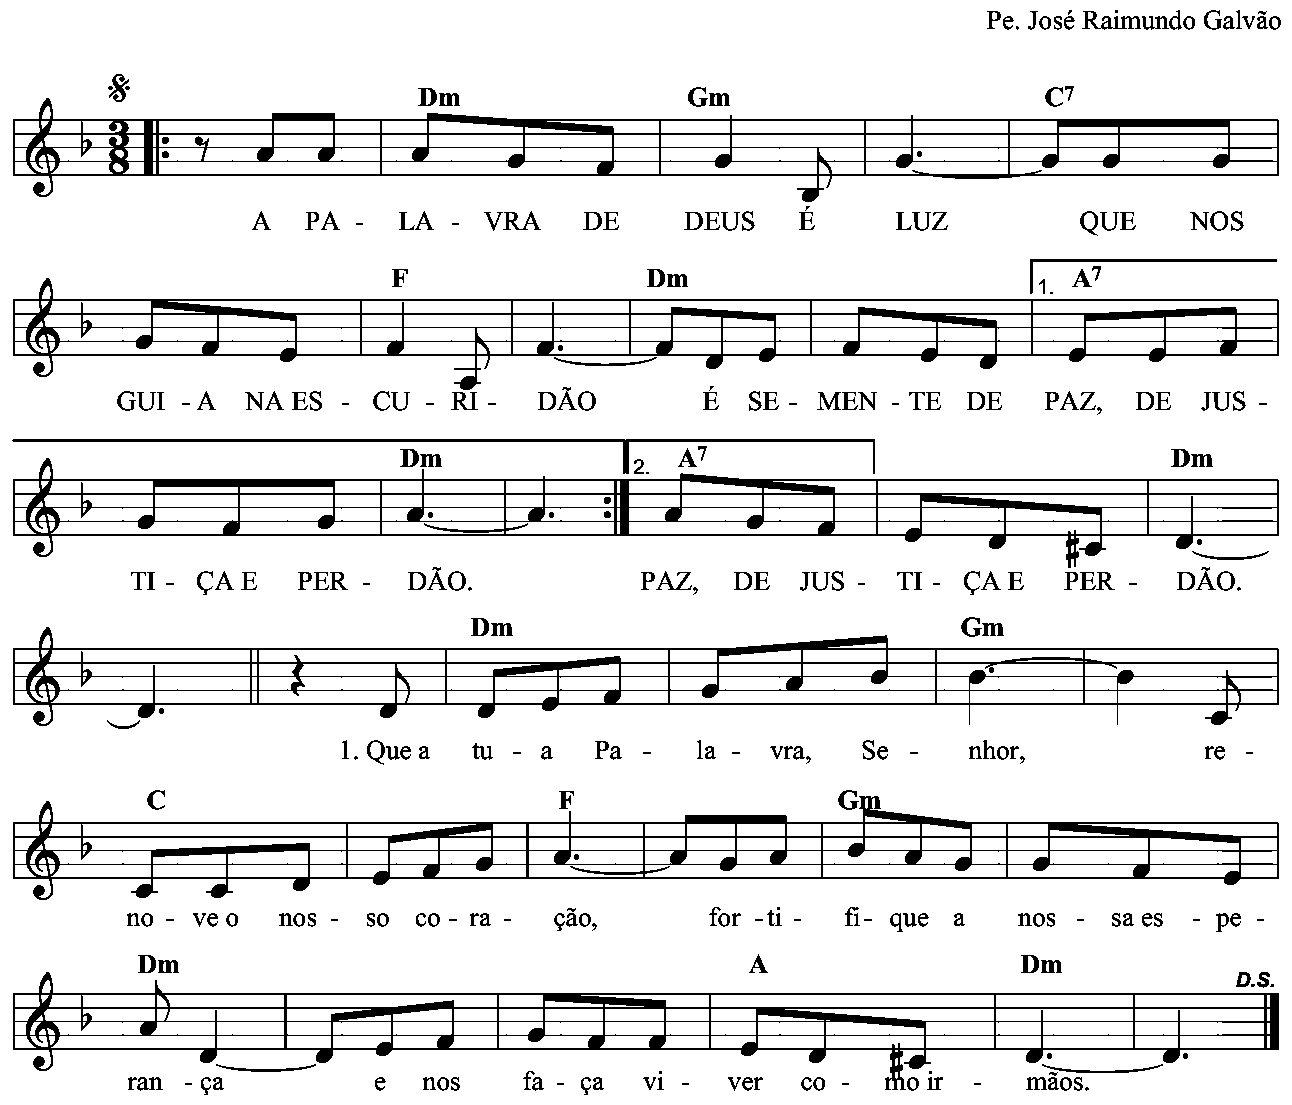 Pe. José Raimundo Galvão
Dm Gm C7
3
8
A PA - LA - VRA DE DEUS É LUZ QUE NOS
F Dm 1. A7
GUI - A NA ES - CU - RI - DÃO É SE - MEN - TE DE PAZ, DE JUS -
Dm 2. A7 Dm
TI - ÇA E PER - DÃO. PAZ, DE JUS - TI - ÇA E PER - DÃO.
Dm Gm
1. Que a tu - a Pa - la - vra, Se - nhor, re -
C F Gm
no - ve o nos - so co - ra - ção, for - ti - fi - que a nos - sa es - pe -
Dm A Dm D.S.
ran - ça e nos fa - ça vi - ver co - mo ir - mãos.